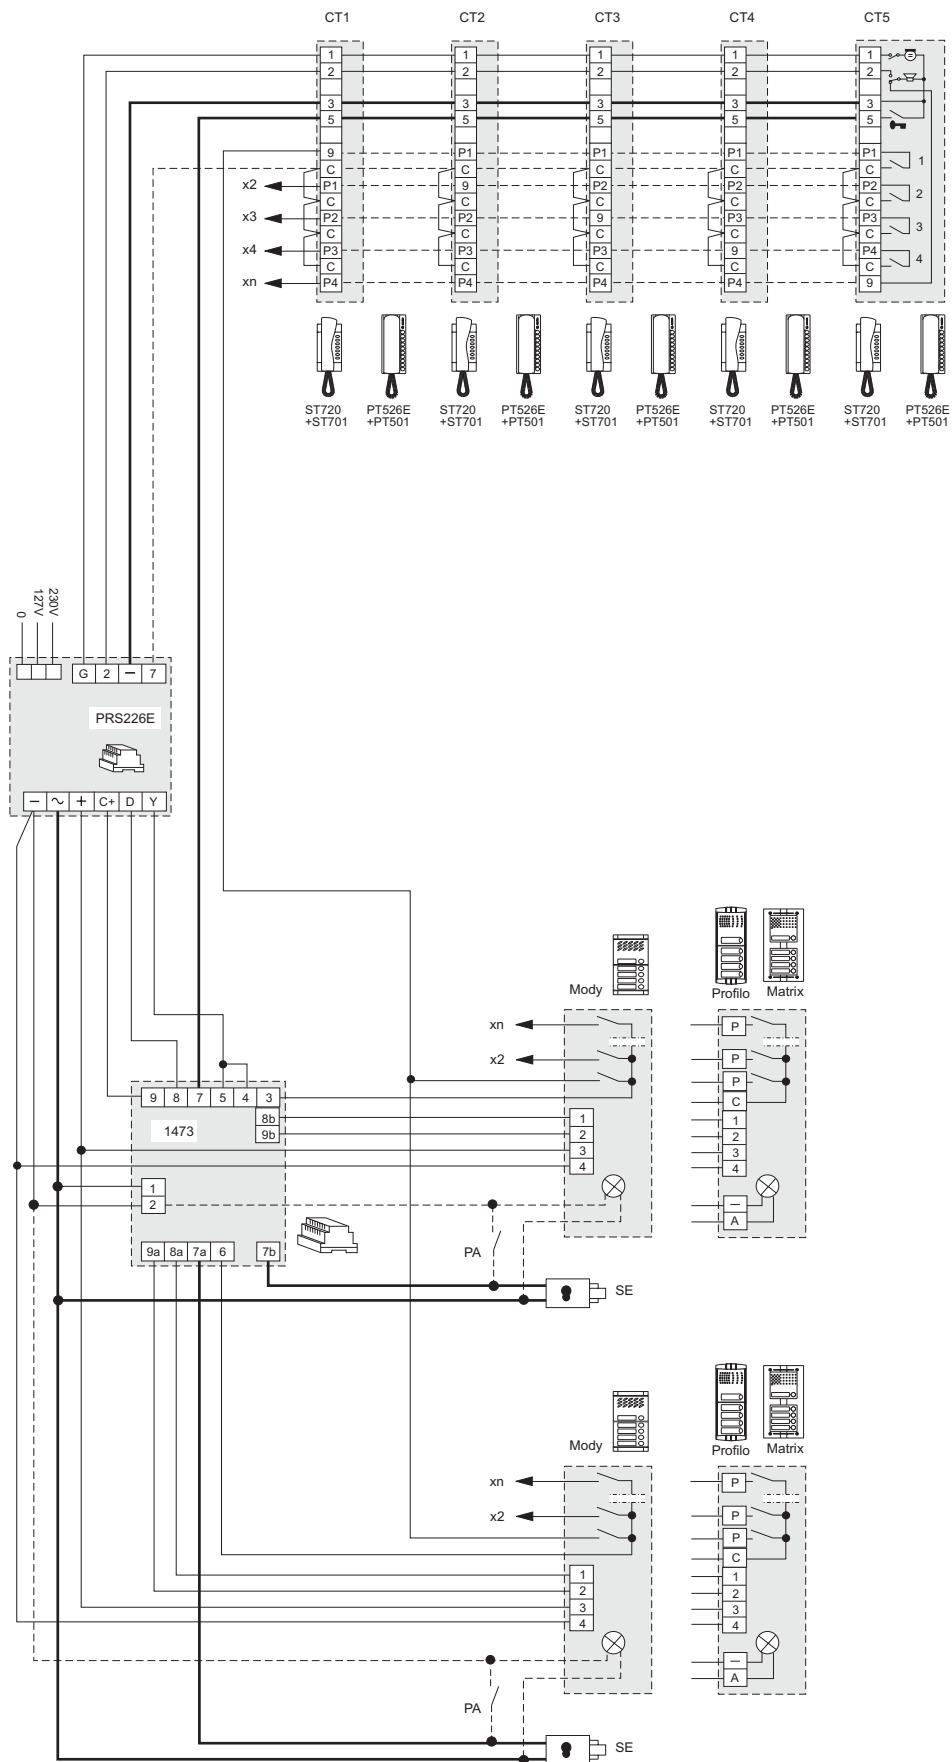 CT1 CT2 CT3 CT4 CT5
1 1 1 1 1
2 2 2 2 2
3 3 3 3 3
5 5 5 5 5
9 P1 P1 P1 P1 1
C C C C C
x2 P1 9 P2 P2 P2 2
C C C C C
x3 P2 P2 9 P3 P3 3
C C C C C
x4 P3 P3 P3 9 P4 4
C C C C C
xn P4 P4 P4 P4 9
ST720 PT526E ST720 PT526E ST720 PT526E ST720 PT526E ST720 PT526E
+ST701 +PT501 +ST701 +PT501 +ST701 +PT501 +ST701 +PT501 +ST701 +PT501
0 127V 230V
G 2 — 7
PRS226E
— ~ + C+ D Y
Mody Profilo Matrix
xn P
x2 P
P
C
9 8 7 5 4 3
8b 1 1
1473 9b 2 2
3 3
4 4
1
2
— 
A
9a 8a 7a 6 7b
PA
SE
Mody Profilo Matrix
xn P
x2 P
P
C
1 1
2 2
3 3
4 4
—
A
PA
SE